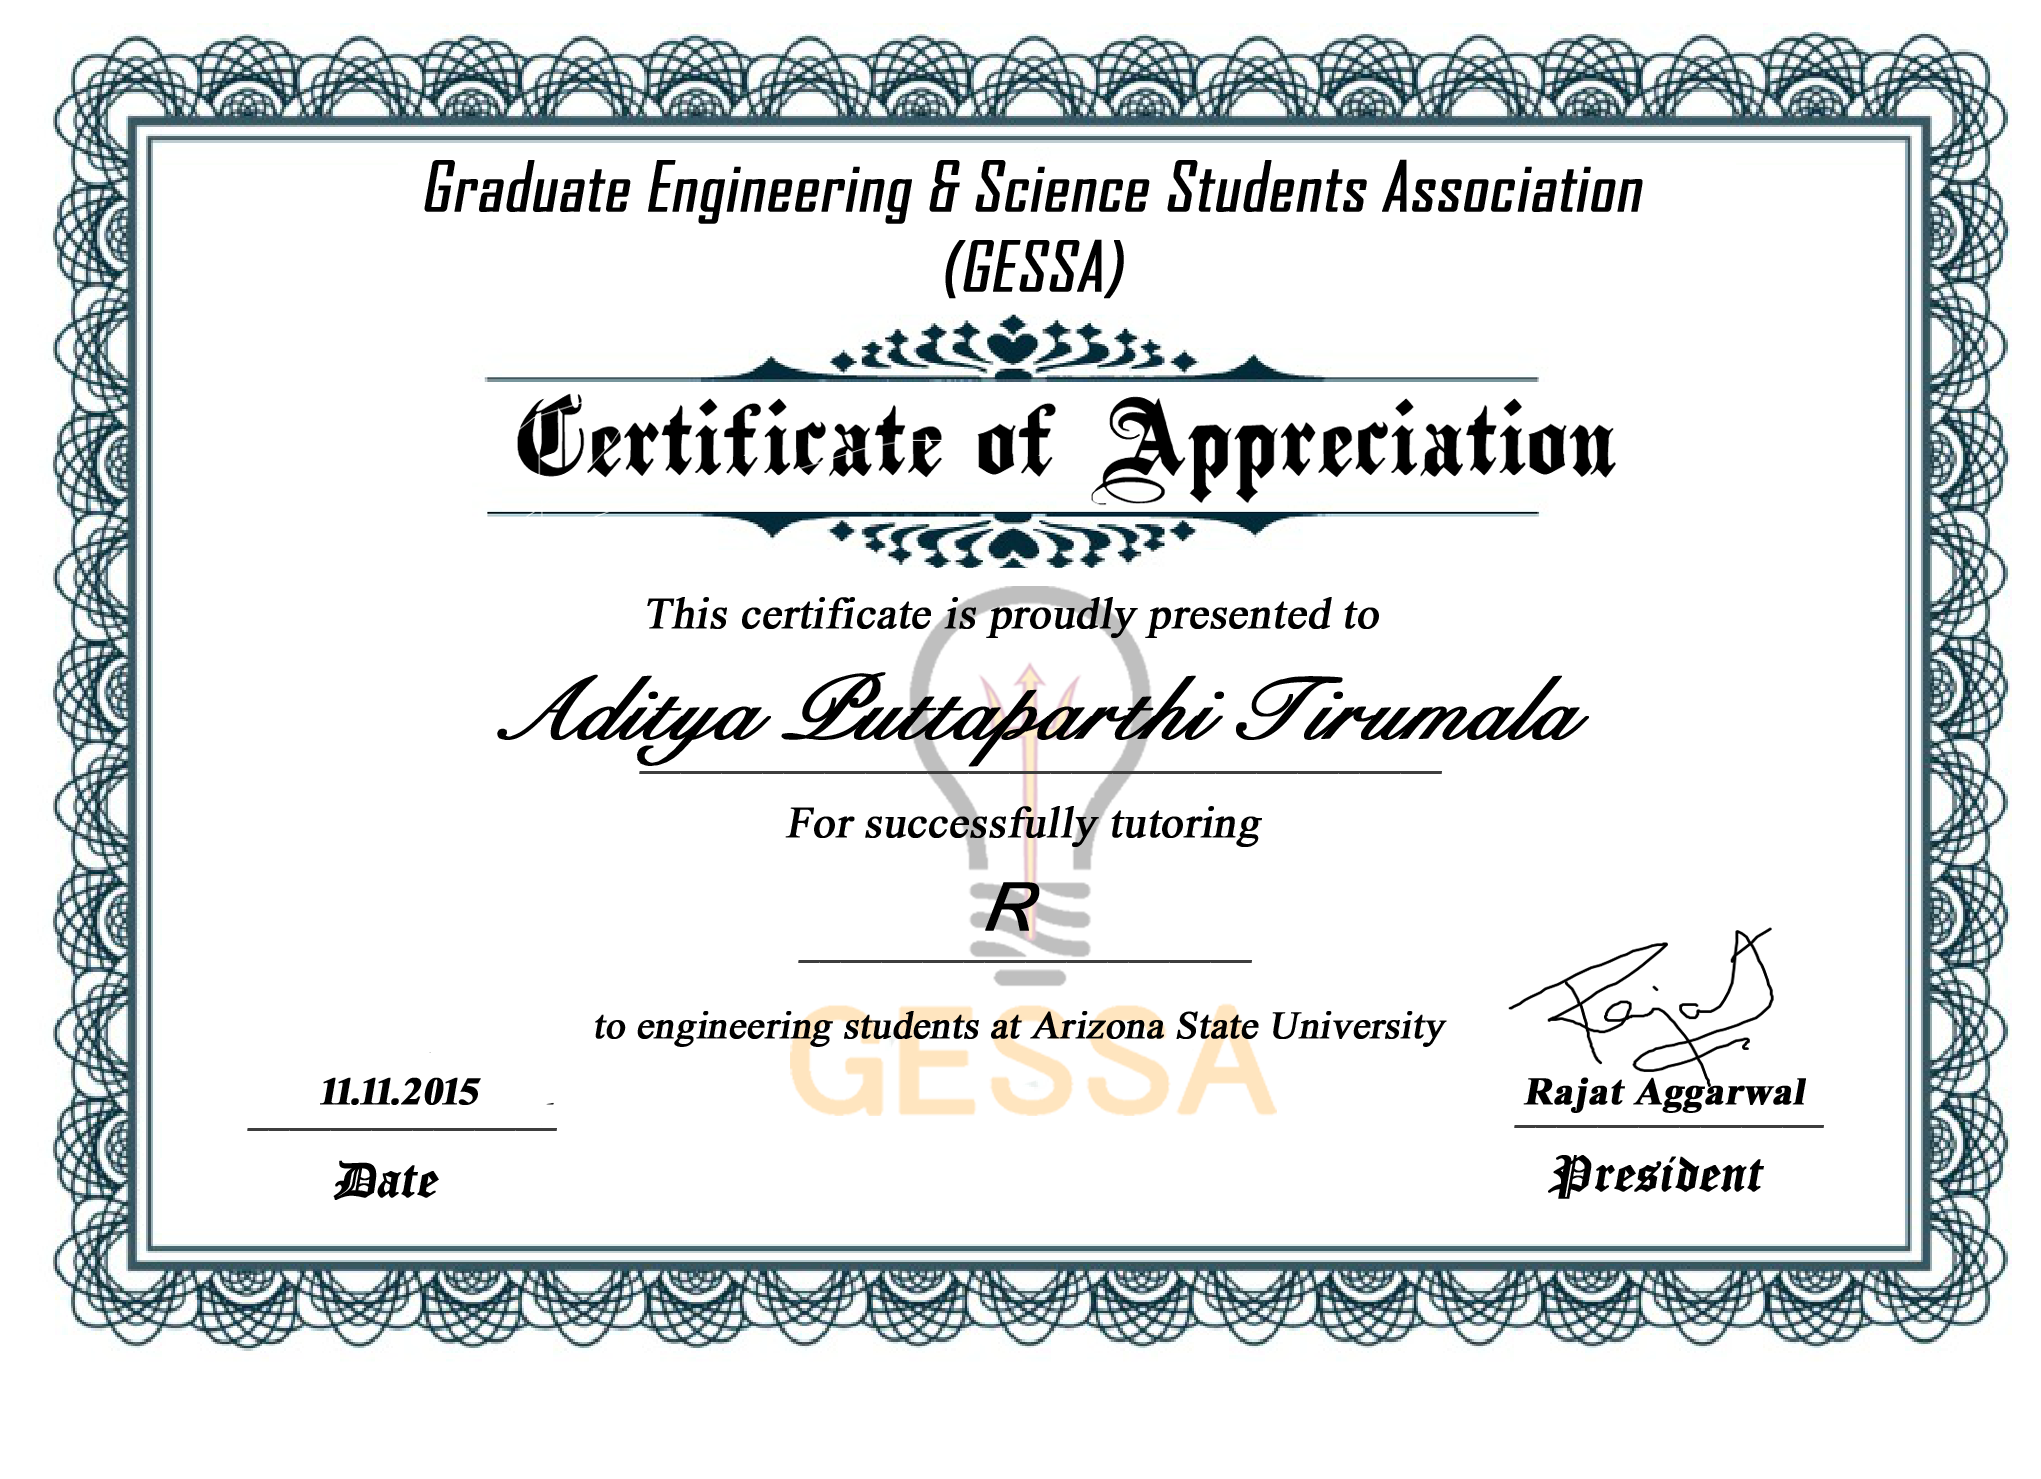 Graduate Engineering & Science Students Association
(GESSA)
Certificate of Appreciation
This certificate is proudly presented to
Aditya Puttaparthi Tirumala
For successfully tutoring
R
to engineering students at Arizona State University
GESSA
Rajat
11.11.2015
Rajat Aggarwal
Date
President